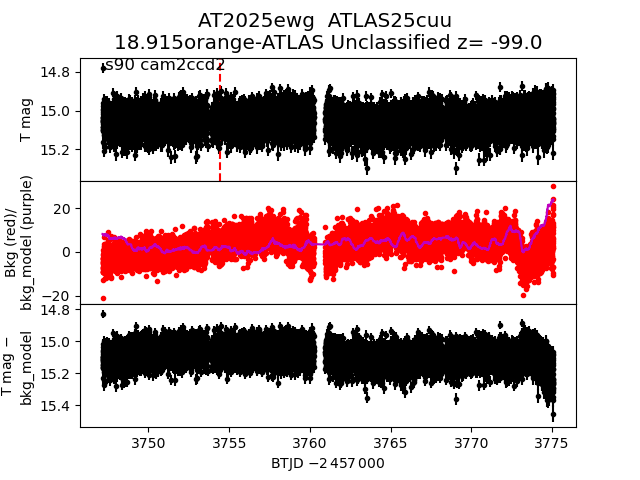 AT2025ewg  ATLAS25cuu
18.915orange-ATLAS Unclassified z= -99.0
s90 cam2ccd2
T mag
14.8
15.0
15.2
Bkg (red)/
bkg_model (purple)
20
0
−20
T mag −
bkg_model
14.8
15.0
15.2
15.4
3750
3755
3760
3765
3770
3775
BTJD −2 457 000